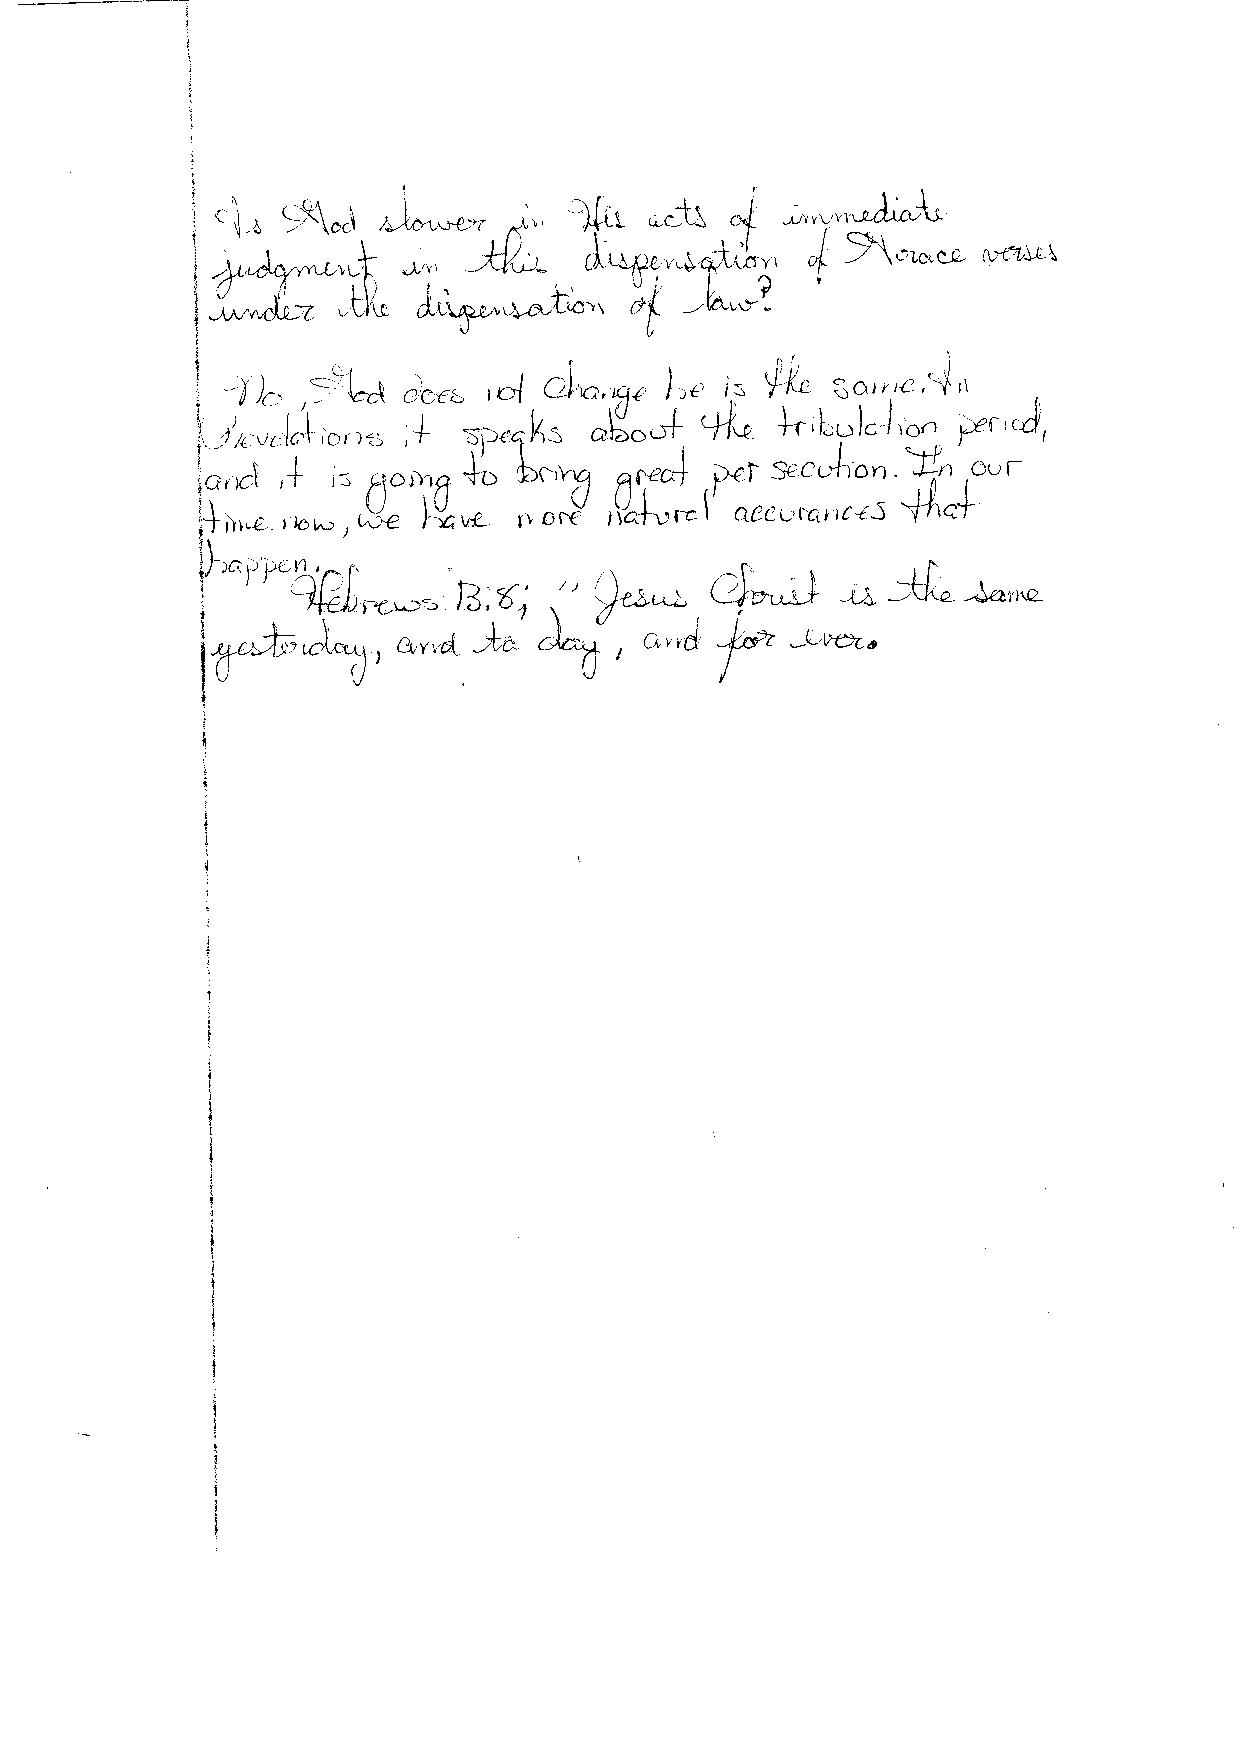 Is God slower in His acts of immediate
judgment in this dispensation of Grace verses
under the dispensation of law?
No, God does not change he is the same. In
Revelations it speaks about the tribulation period,
and it is going to bring great persecution. In our
time now, we have more natural accurances that
happen.
Hebrews 13:8; "Jesus Christ is the same
yesterday, and to day, and for ever.